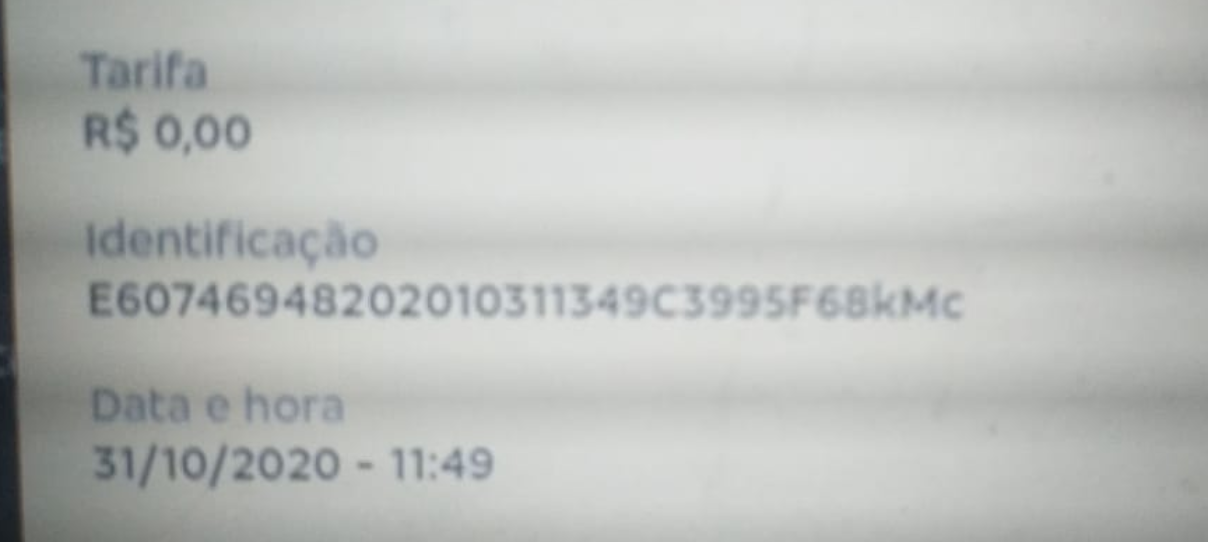 Tarifa
R$ 0,00
Identificação
E60746948202010311349C3995F68kMc
Data e hora
31/10/2020 - 11:49